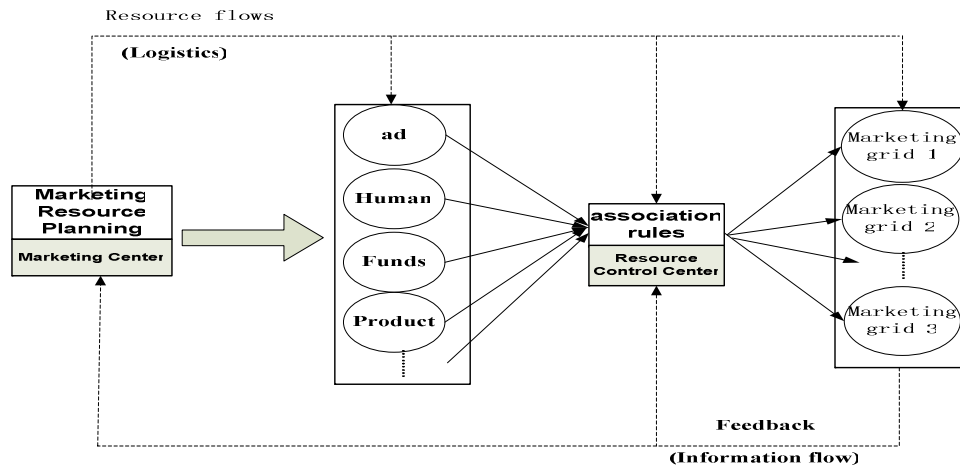 Resource flows
(Logistics)
Marketing
Resource
Planning
Marketing Center
ad
Human
Funds
Product
association
rules
Resource
Control Center
Marketing
grid 1
Marketing
grid 2
Marketing
grid 3
Feedback
(Information flow)